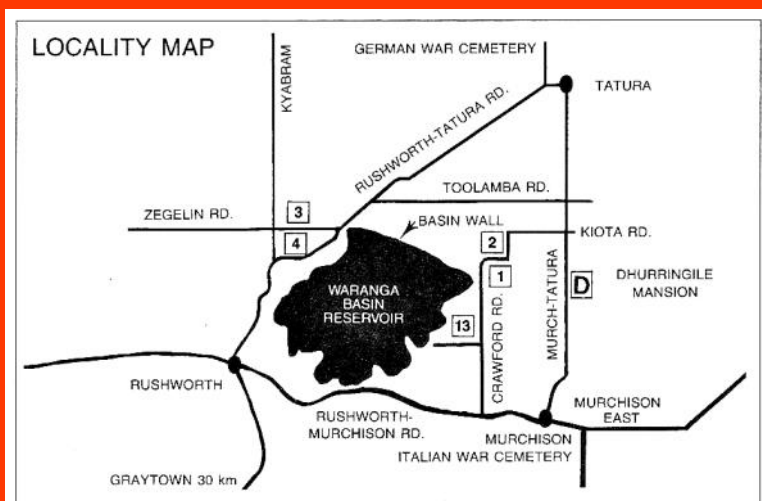 LOCALITY MAP
GERMAN WAR CEMETERY
KYABRAM
TATURA
RUSHWORTH-TATURA RD.
TOOLAMBA RD.
ZEGELIN RD.
3
BASIN WALL
4
2
KIOTA RD.
1
WARANGA
BASIN
RESERVOIR
D
DHURRINGILE
MANSION
MURCH-TATURA
CRAWFORD RD.
13
RUSHWORTH
RUSHWORTH-
MURCHISON RD.
MURCHISON
EAST
MURCHISON
ITALIAN WAR CEMETERY
GRAYTOWN 30 km